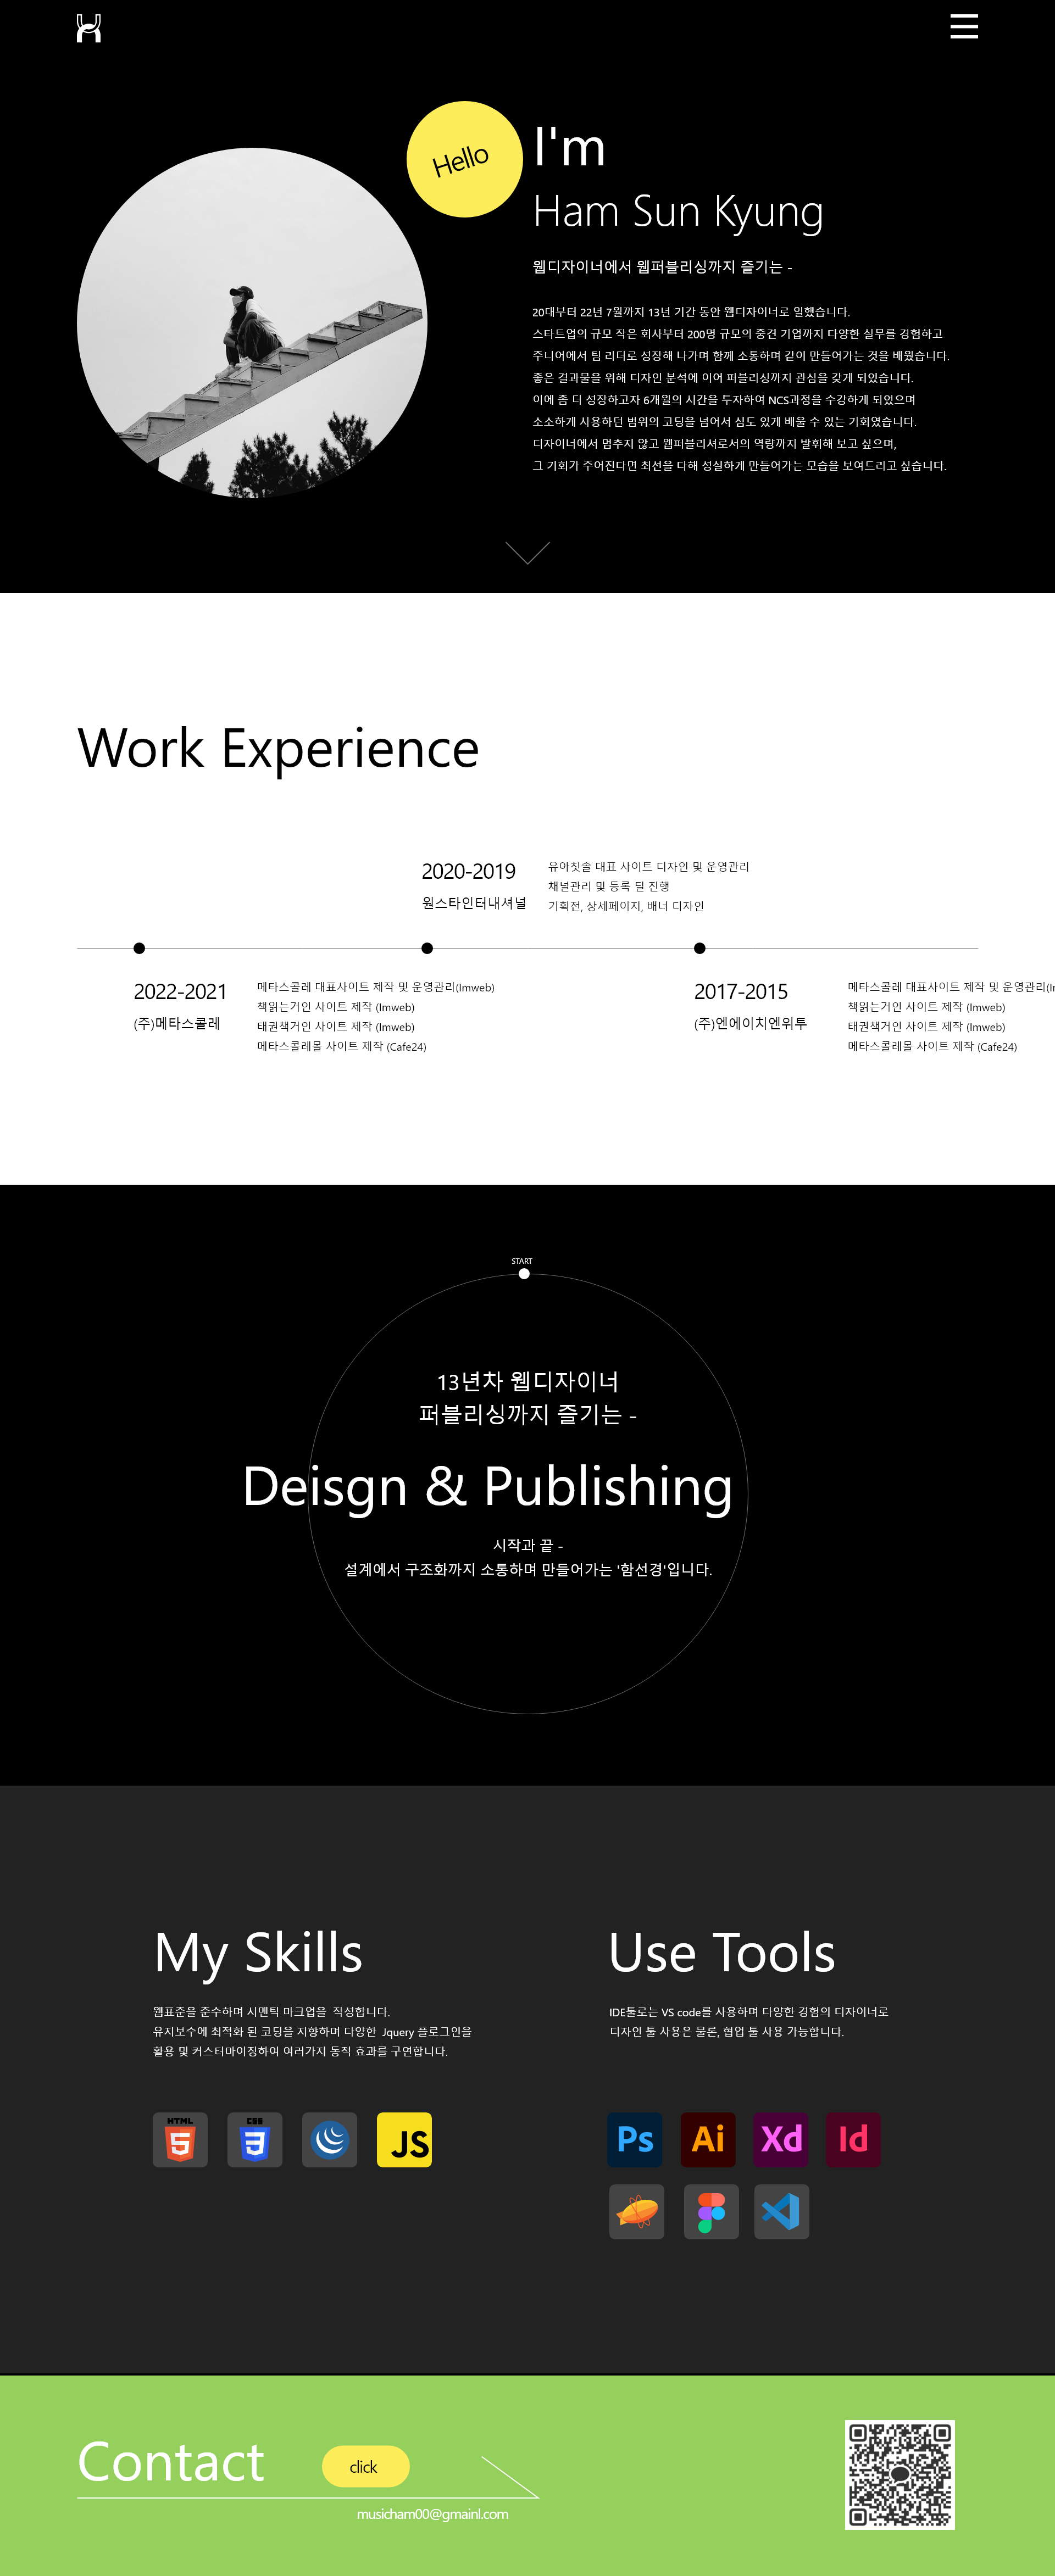 Hello
I'm
Ham Sun Kyung
웹디자이너에서 웹퍼블리싱까지 즐기는 -
20대부터 22년 7월까지 13년 기간 동안 웹디자이너로 일했습니다.
스타트업의 규모 작은 회사부터 200명 규모의 중견 기업까지 다양한 실무를 경험하고
주니어에서 팀 리더로 성장해 나가며 함께 소통하며 같이 만들어가는 것을 배웠습니다.
좋은 결과물을 위해 디자인 분석에 이어 퍼블리싱까지 관심을 갖게 되었습니다.
이에 좀 더 성장하고자 6개월의 시간을 투자하여 NCS과정을 수강하게 되었으며
소소하게 사용하던 범위의 코딩을 넘어서 심도 있게 배울 수 있는 기회였습니다.
디자이너에서 멈추지 않고 웹퍼블리셔로서의 역량까지 발휘해 보고 싶으며,
그 기회가 주어진다면 최선을 다해 성실하게 만들어가는 모습을 보여드리고 싶습니다.
Work Experience
2020-2019
원스타인터내셔널
유아칫솔 대표 사이트 디자인 및 운영관리
채널관리 및 등록 딜 진행
기획전, 상세페이지, 배너 디자인
2022-2021
(주)메타스콜레
메타스콜레 대표사이트 제작 및 운영관리(Imweb)
책읽는거인 사이트 제작 (Imweb)
태권책거인 사이트 제작 (Imweb)
메타스콜레몰 사이트 제작 (Cafe24)
2017-2015
(주)엔에이치엔위투
메타스콜레 대표사이트 제작 및 운영관리(I
책읽는거인 사이트 제작 (Imweb)
태권책거인 사이트 제작 (Imweb)
메타스콜레몰 사이트 제작 (Cafe24)
START
13년차 웹디자이너
퍼블리싱까지 즐기는 -
Deisgn & Publishing
시작과 끝 -
설계에서 구조화까지 소통하며 만들어가는 '함선경'입니다.
My Skills
웹표준을 준수하며 시멘틱 마크업을  작성합니다.
유지보수에 최적화 된 코딩을 지향하며 다양한  Jquery 플로그인을
활용 및 커스터마이징하여 여러가지 동적 효과를 구연합니다.
HTML
5
CSS
3
JS
Use Tools
IDE툴로는 VS code를 사용하며 다양한 경험의 디자이너로
디자인 툴 사용은 물론, 협업 툴 사용 가능합니다.
Ps
Ai
Xd
Id
Contact
click
musicham00@gmainl.com